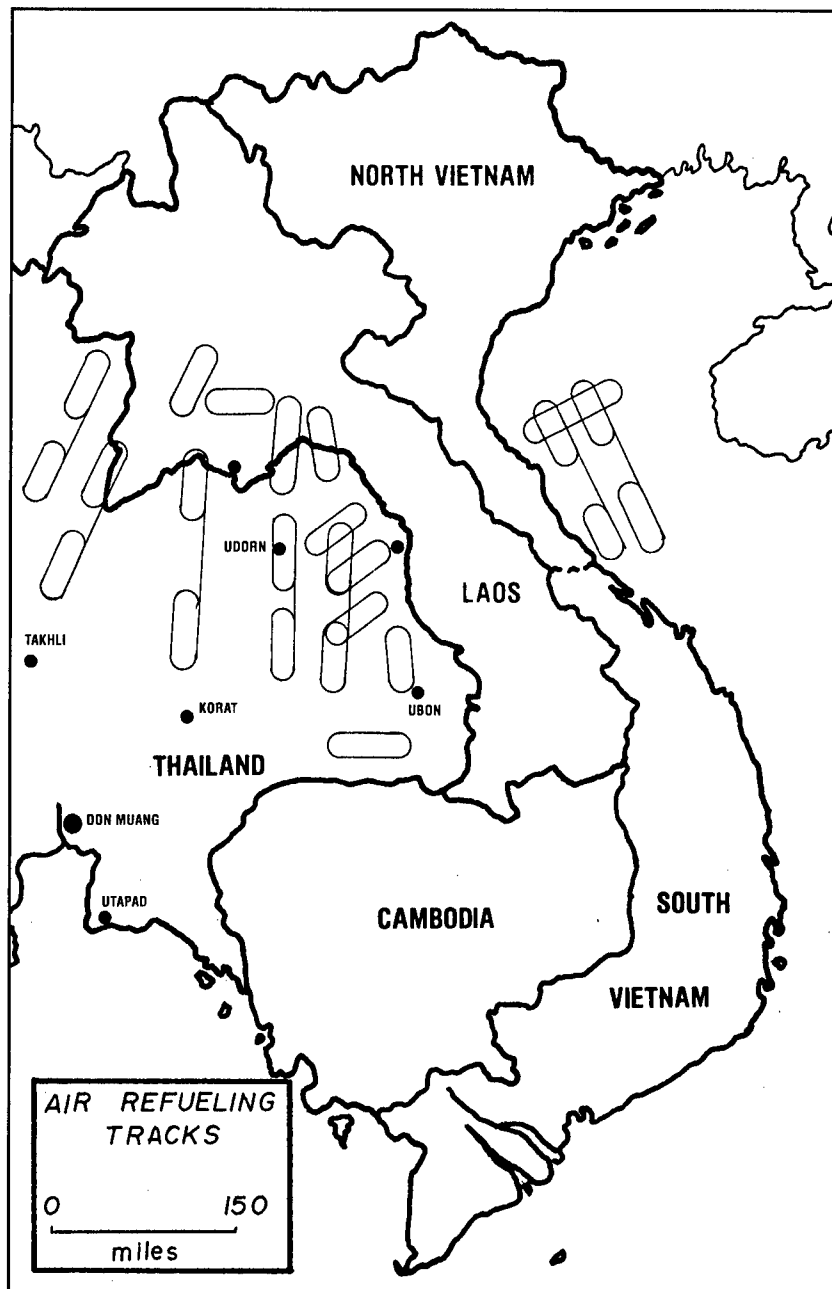 NORTH VIETNAM
UDORN
LAOS
TAKHLI
KORAT
UBON
THAILAND
DON MUANG
UTAPAD
CAMBODIA
SOUTH
VIETNAM
AIR REFUELING
TRACKS
0 150
miles